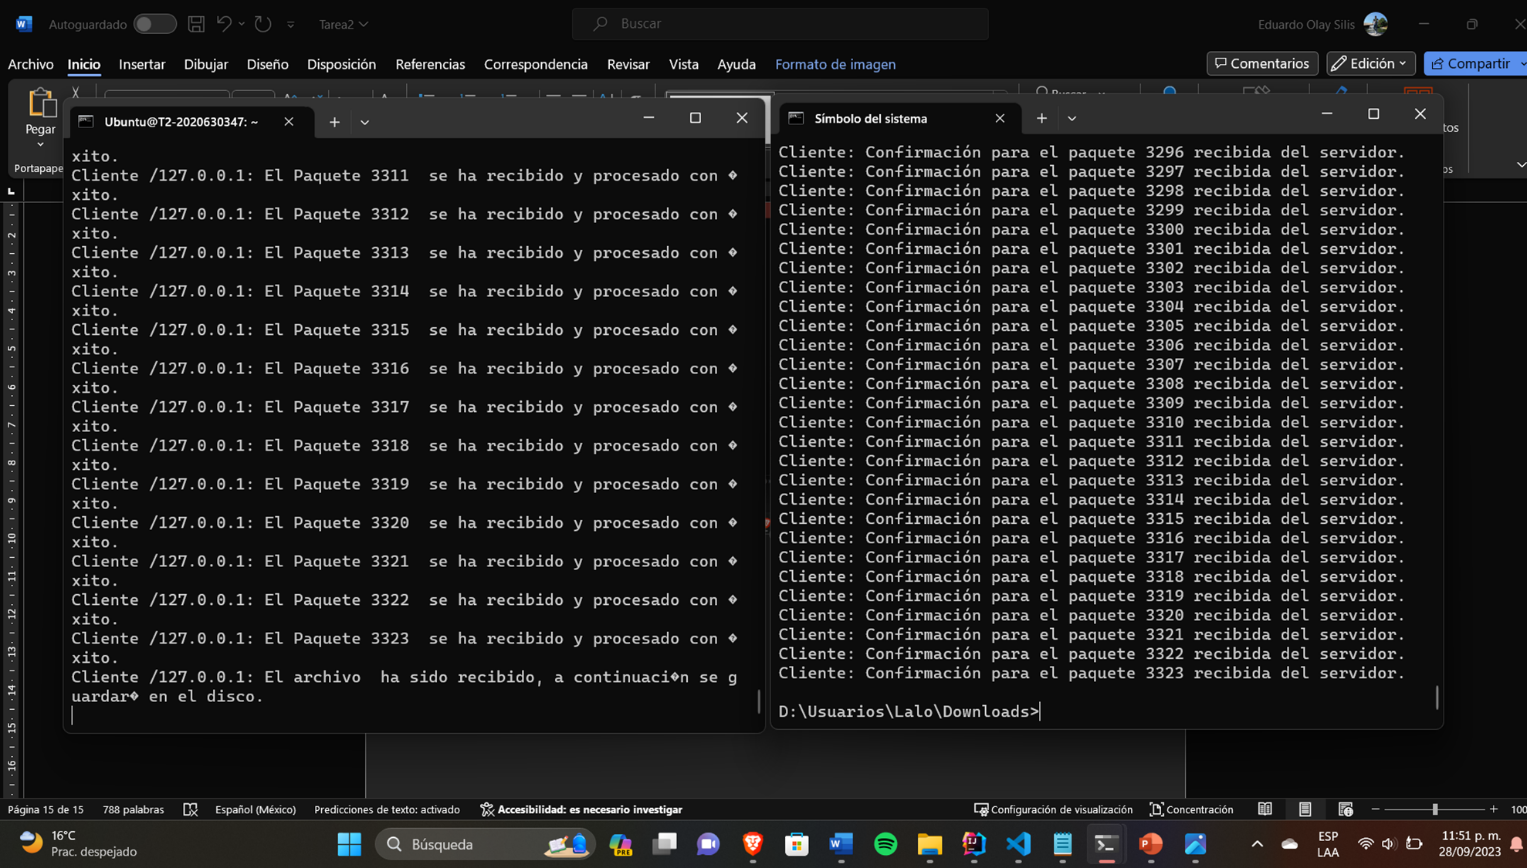 Autoguardado
Tarea2
Buscar
Eduardo Olay Silis
Archivo Inicio Insertar Dibujar Diseño Disposición Referencias Correspondencia Revisar Vista Ayuda Formato de imagen
Comentarios Edición Compartir
Pegar
Portapape
Ubuntu@T2-2020630347: ~
xito.
Cliente /127.0.0.1: El Paquete 3311  se ha recibido y procesado con �
xito.
Cliente /127.0.0.1: El Paquete 3312  se ha recibido y procesado con �
xito.
Cliente /127.0.0.1: El Paquete 3313  se ha recibido y procesado con �
xito.
Cliente /127.0.0.1: El Paquete 3314  se ha recibido y procesado con �
xito.
Cliente /127.0.0.1: El Paquete 3315  se ha recibido y procesado con �
xito.
Cliente /127.0.0.1: El Paquete 3316  se ha recibido y procesado con �
xito.
Cliente /127.0.0.1: El Paquete 3317  se ha recibido y procesado con �
xito.
Cliente /127.0.0.1: El Paquete 3318  se ha recibido y procesado con �
xito.
Cliente /127.0.0.1: El Paquete 3319  se ha recibido y procesado con �
xito.
Cliente /127.0.0.1: El Paquete 3320  se ha recibido y procesado con �
xito.
Cliente /127.0.0.1: El Paquete 3321  se ha recibido y procesado con �
xito.
Cliente /127.0.0.1: El Paquete 3322  se ha recibido y procesado con �
xito.
Cliente /127.0.0.1: El Paquete 3323  se ha recibido y procesado con �
xito.
Cliente /127.0.0.1: El archivo  ha sido recibido, a continuaci�n se g
uardar� en el disco.
Símbolo del sistema
Cliente: Confirmación para el paquete 3296 recibida del servidor.
Cliente: Confirmación para el paquete 3297 recibida del servidor.
Cliente: Confirmación para el paquete 3298 recibida del servidor.
Cliente: Confirmación para el paquete 3299 recibida del servidor.
Cliente: Confirmación para el paquete 3300 recibida del servidor.
Cliente: Confirmación para el paquete 3301 recibida del servidor.
Cliente: Confirmación para el paquete 3302 recibida del servidor.
Cliente: Confirmación para el paquete 3303 recibida del servidor.
Cliente: Confirmación para el paquete 3304 recibida del servidor.
Cliente: Confirmación para el paquete 3305 recibida del servidor.
Cliente: Confirmación para el paquete 3306 recibida del servidor.
Cliente: Confirmación para el paquete 3307 recibida del servidor.
Cliente: Confirmación para el paquete 3308 recibida del servidor.
Cliente: Confirmación para el paquete 3309 recibida del servidor.
Cliente: Confirmación para el paquete 3310 recibida del servidor.
Cliente: Confirmación para el paquete 3311 recibida del servidor.
Cliente: Confirmación para el paquete 3312 recibida del servidor.
Cliente: Confirmación para el paquete 3313 recibida del servidor.
Cliente: Confirmación para el paquete 3314 recibida del servidor.
Cliente: Confirmación para el paquete 3315 recibida del servidor.
Cliente: Confirmación para el paquete 3316 recibida del servidor.
Cliente: Confirmación para el paquete 3317 recibida del servidor.
Cliente: Confirmación para el paquete 3318 recibida del servidor.
Cliente: Confirmación para el paquete 3319 recibida del servidor.
Cliente: Confirmación para el paquete 3320 recibida del servidor.
Cliente: Confirmación para el paquete 3321 recibida del servidor.
Cliente: Confirmación para el paquete 3322 recibida del servidor.
Cliente: Confirmación para el paquete 3323 recibida del servidor.
D:\Usuarios\Lalo\Downloads>
Página 15 de 15 788 palabras Español (México) Predicciones de texto: activado Accesibilidad: es necesario investigar Configuración de visualización Concentración 100
16°C
Prac. despejado
Búsqueda
ESP
LAA
11:51 p. m.
28/09/2023